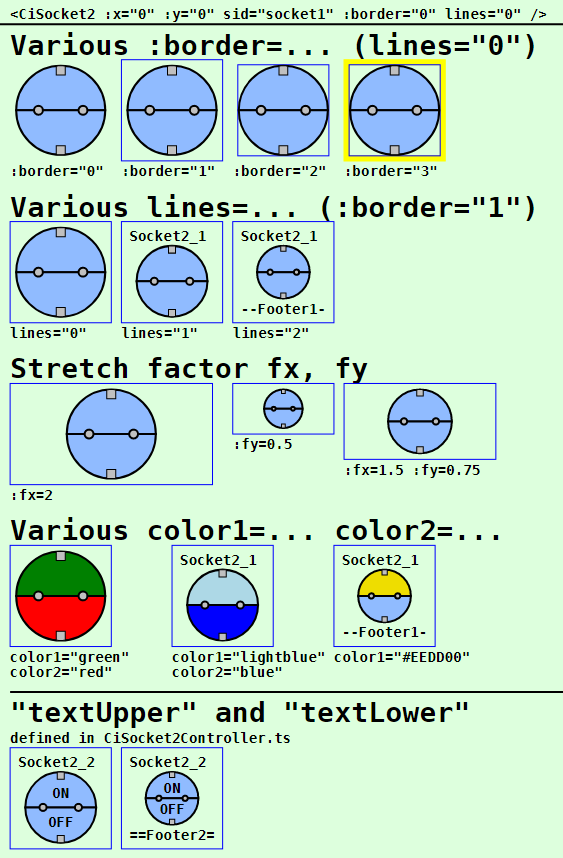 <CiSocket2 :x="0" :y="0" sid="socket1" :border="0" lines="0" />
Various :border=... (lines="0")
:border="0" :border="1" :border="2" :border="3"
Various lines=... (:border="1")
Socket2_1 Socket2_1
--Footer1-
lines="0" lines="1" lines="2"
Stretch factor fx, fy
:fy=0.5
:fx=1.5 :fy=0.75
:fx=2
Various color1=... color2=...
Socket2_1 Socket2_1
--Footer1-
color1="green" color1="lightblue" color1="#EEDD00"
color2="red" color2="blue"
"textUpper" and "textLower"
defined in CiSocket2Controller.ts
Socket2_2 Socket2_2
ON ON
OFF OFF
==Footer2=